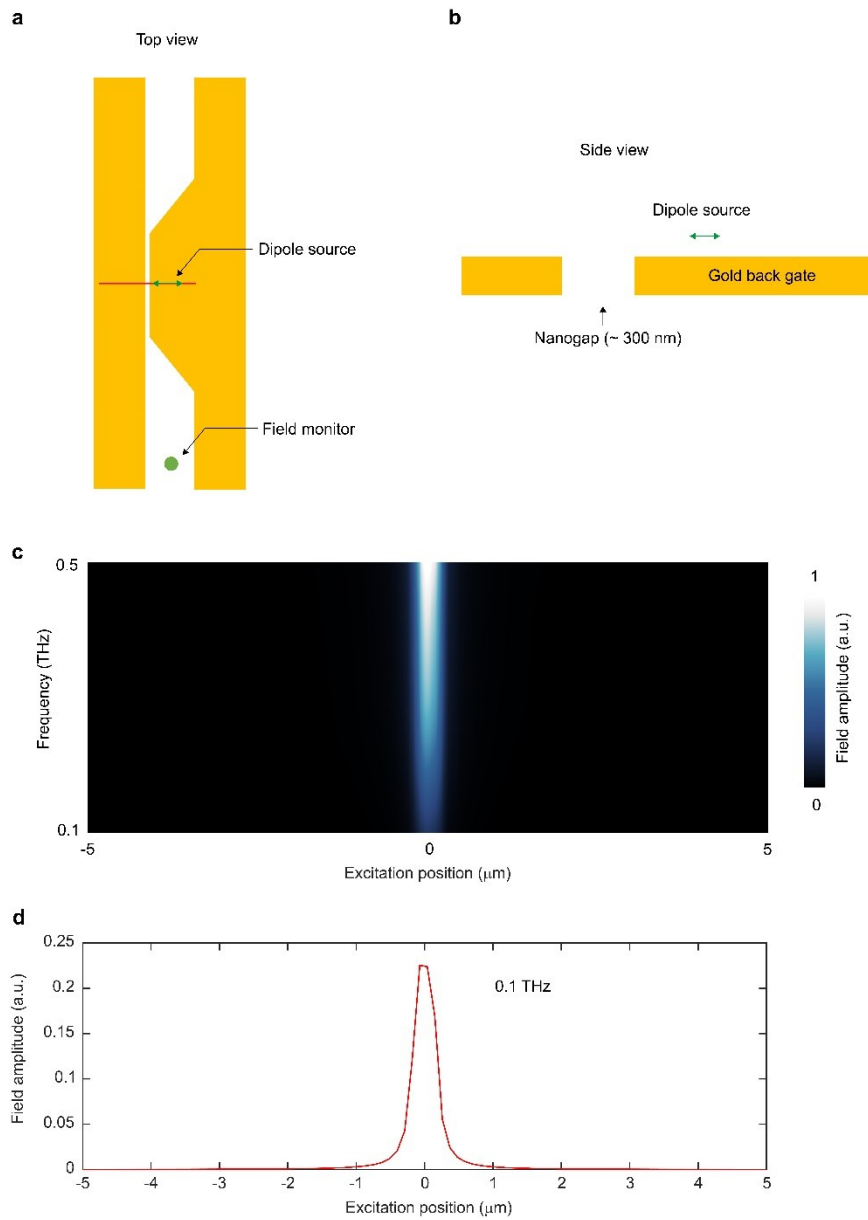 a
Top view
Dipole source
Field monitor
b
Side view
Dipole source
Gold back gate
Nanogap (~ 300 nm)
c
0.5
Frequency (THz)
0.1
-5
0
5
Excitation position (μm)
1
Field amplitude (a.u.)
0
d
0.25
0.2
0.15
0.1
0.05
0
Field amplitude (a.u.)
0.1 THz
-5 -4 -3 -2 -1 0 1 2 3 4 5
Excitation position (μm)